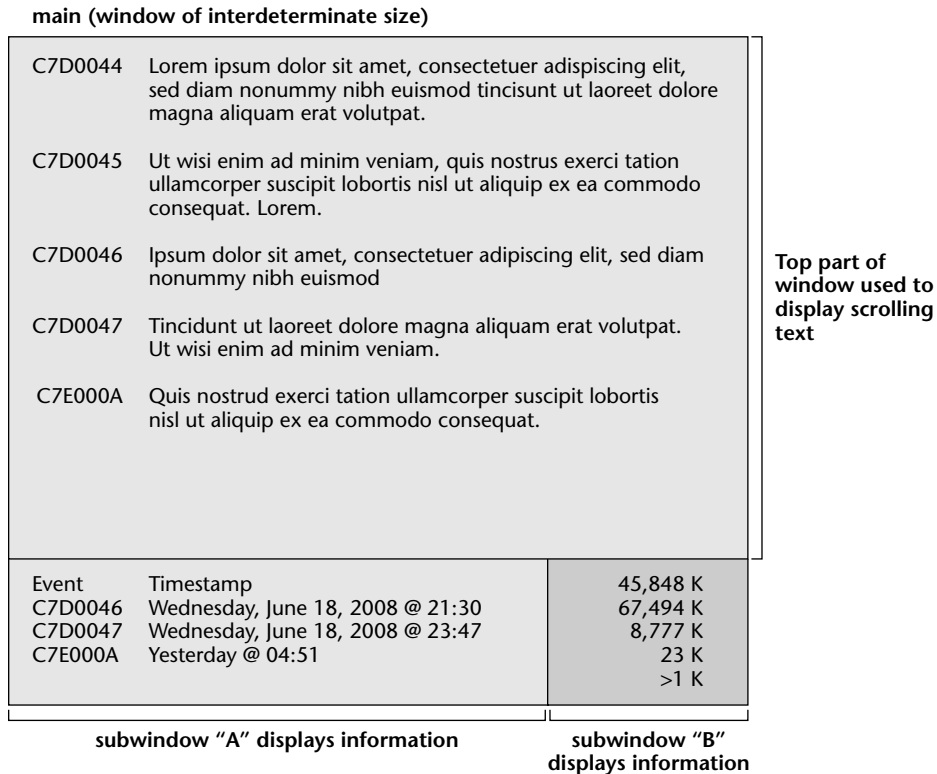 main (window of interdeterminate size)
C7D0044 Lorem ipsum dolor sit amet, consectetuer adispiscing elit,
sed diam nonummy nibh euismod tincisunt ut laoreet dolore
magna aliquam erat volutpat.
C7D0045 Ut wisi enim ad minim veniam, quis nostrus exerci tation
ullamcorper suscipit lobortis nisl ut aliquip ex ea commodo
consequat. Lorem.
C7D0046 Ipsum dolor sit amet, consectetuer adipiscing elit, sed diam
nonummy nibh euismod
C7D0047 Tincidunt ut laoreet dolore magna aliquam erat volutpat.
Ut wisi enim ad minim veniam.
C7E000A Quis nostrud exerci tation ullamcorper suscipit lobortis
nisl ut aliquip ex ea commodo consequat.
Top part of
window used to
display scrolling
text
Event Timestamp
C7D0046 Wednesday, June 18, 2008 @ 21:30
C7D0047 Wednesday, June 18, 2008 @ 23:47
C7E000A Yesterday @ 04:51
45,848 K
67,494 K
8,777 K
23 K
>1 K
subwindow “A” displays information
subwindow “B”
displays information